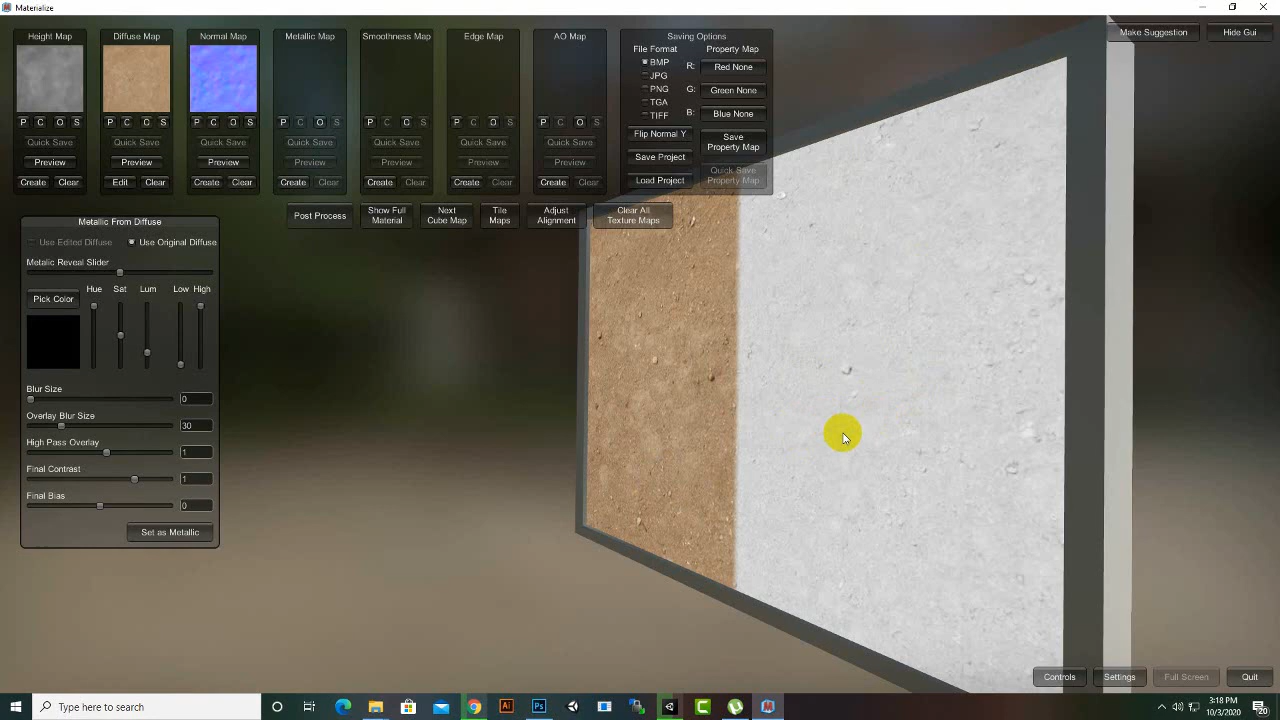 Materialize
Height Map
Diffuse Map
Normal Map
Metallic Map
Smoothness Map
Edge Map
AO Map
Saving Options
Make Suggestion
Hide Gui
File Format
Property Map
BMP
JPG
PNG
TGA
TIFF
R: Red None
G: Green None
B: Blue None
P C O S
P C O S
P C O S
P C O S
P C O S
P C O S
P C O S
Quick Save
Quick Save
Quick Save
Quick Save
Quick Save
Quick Save
Quick Save
Preview
Preview
Preview
Preview
Preview
Preview
Preview
Create Clear
Edit Clear
Create Clear
Create Clear
Create Clear
Create Clear
Create Clear
Flip Normal Y
Save Project
Load Project
Save
Property Map
Quick Save
Property Map
Post Process
Show Full
Material
Next
Cube Map
Tile
Maps
Adjust
Alignment
Clear All
Texture Maps
Metallic From Diffuse
Use Edited Diffuse
Use Original Diffuse
Metalic Reveal Slider
Pick Color
Hue Sat Lum Low High
Blur Size
0
Overlay Blur Size
30
High Pass Overlay
1
Final Contrast
1
Final Bias
0
Set as Metallic
Controls
Settings
Full Screen
Quit
Type here to search
Ai
Ps
3:18 PM
10/3/2020
20